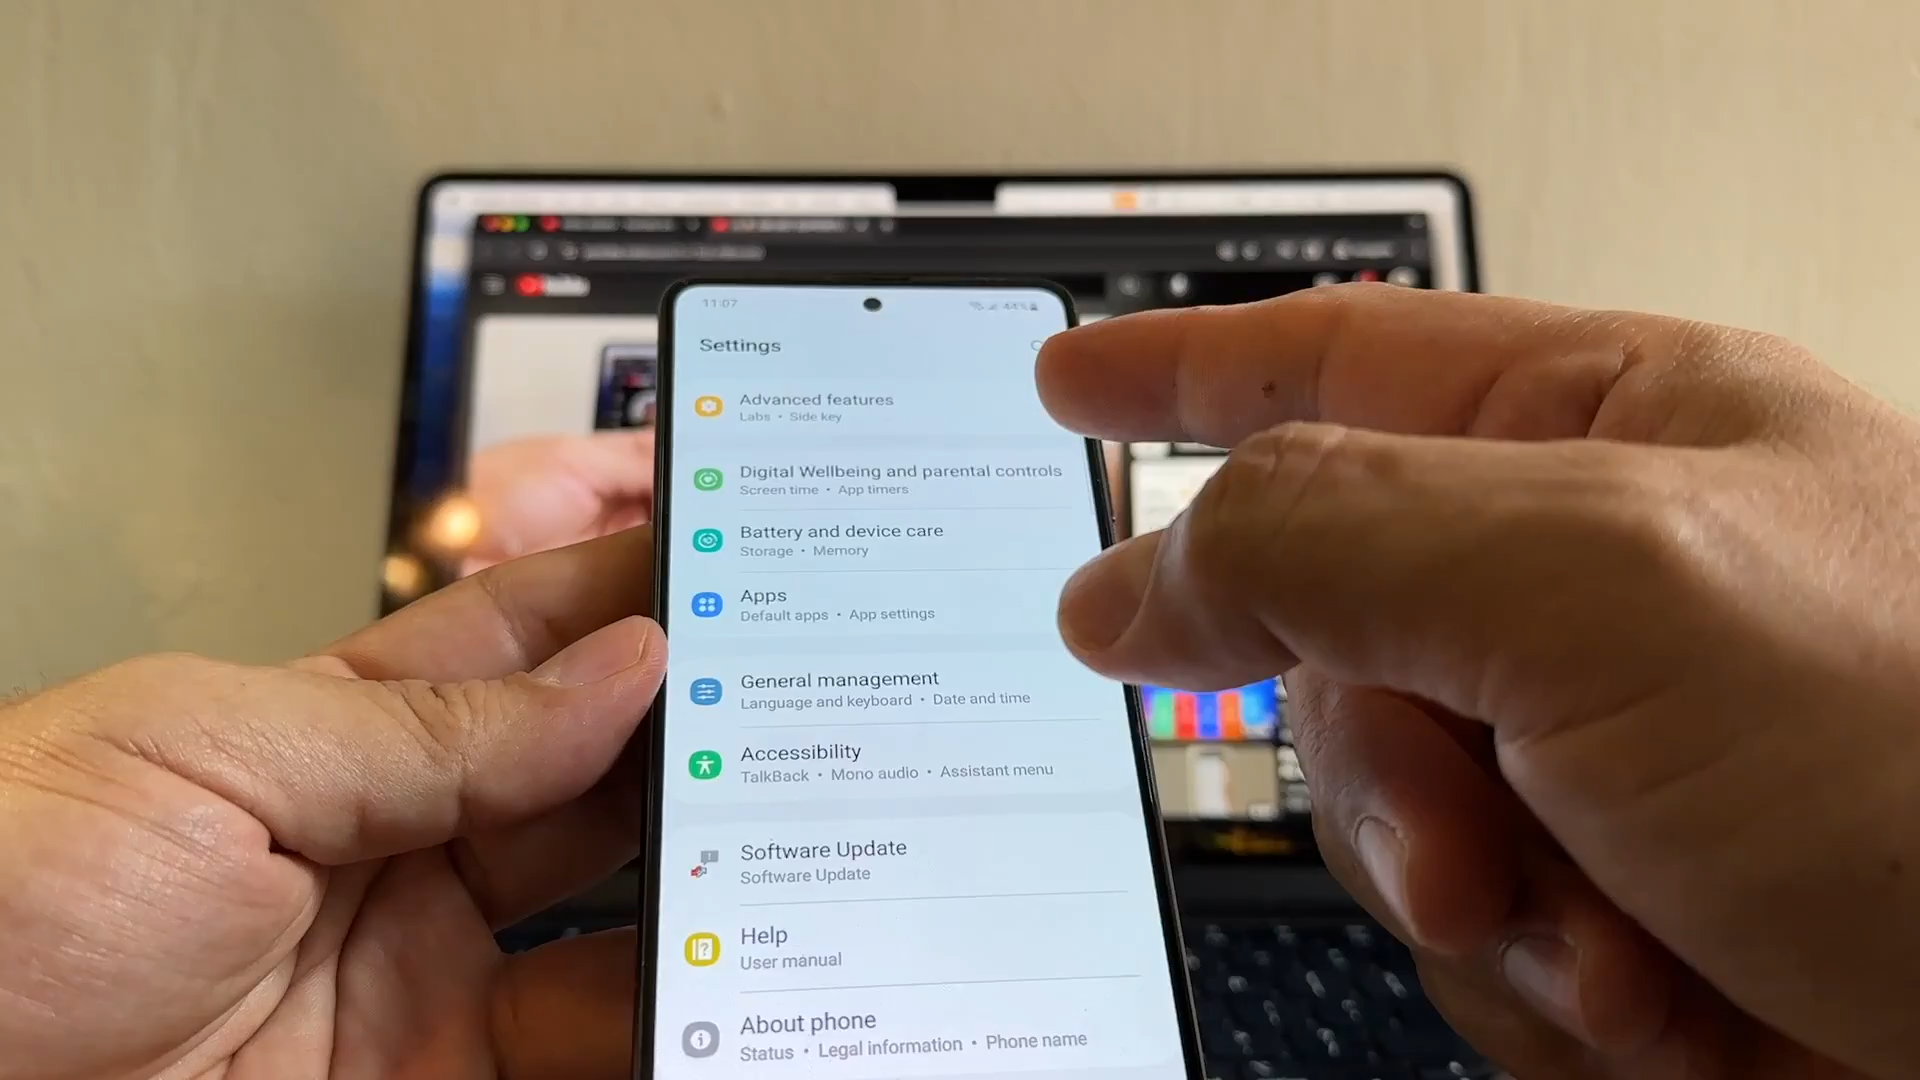 11:07
44%
Settings
Advanced features
Labs • Side key
Digital Wellbeing and parental controls
Screen time • App timers
Battery and device care
Storage • Memory
Apps
Default apps • App settings
General management
Language and keyboard • Date and time
Accessibility
TalkBack • Mono audio • Assistant menu
Software Update
Software Update
Help
User manual
About phone
Status • Legal information • Phone name